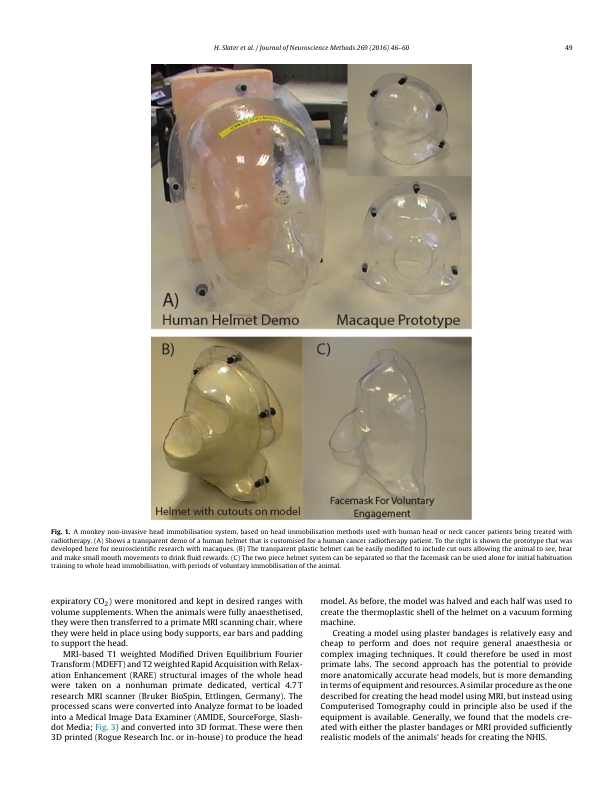 H. Slater et al. / Journal of Neuroscience Methods 269 (2016) 46–60
49
A)
Human Helmet Demo
Macaque Prototype
B)
Helmet with cutouts on model
C)
Facemask For Voluntary
Engagement
Fig. 1. A monkey non-invasive head immobilisation system, based on head immobilisation methods used with human head or neck cancer patients being treated with
radiotherapy. (A) Shows a transparent demo of a human helmet that is customised for a human cancer radiotherapy patient. To the right is shown the prototype that was
developed here for neuroscientific research with macaques. (B) The transparent plastic helmet can be easily modified to include cut outs allowing the animal to see, hear
and make small mouth movements to drink fluid rewards. (C) The two piece helmet system can be separated so that the facemask can be used alone for initial habituation
training to whole head immobilisation, with periods of voluntary immobilisation of the animal.
expiratory CO2) were monitored and kept in desired ranges with
volume supplements. When the animals were fully anaesthetised,
they were then transferred to a primate MRI scanning chair, where
they were held in place using body supports, ear bars and padding
to support the head.
MRI-based T1 weighted Modified Driven Equilibrium Fourier
Transform (MDEFT) and T2 weighted Rapid Acquisition with Relax-
ation Enhancement (RARE) structural images of the whole head
were taken on a nonhuman primate dedicated, vertical 4.7 T
research MRI scanner (Bruker BioSpin, Ettlingen, Germany). The
processed scans were converted into Analyze format to be loaded
into a Medical Image Data Examiner (AMIDE, SourceForge, Slash-
dot Media; Fig. 3) and converted into 3D format. These were then
3D printed (Rogue Research Inc. or in-house) to produce the head
model. As before, the model was halved and each half was used to
create the thermoplastic shell of the helmet on a vacuum forming
machine.
Creating a model using plaster bandages is relatively easy and
cheap to perform and does not require general anaesthesia or
complex imaging techniques. It could therefore be used in most
primate labs. The second approach has the potential to provide
more anatomically accurate head models, but is more demanding
in terms of equipment and resources. A similar procedure as the one
described for creating the head model using MRI, but instead using
Computerised Tomography could in principle also be used if the
equipment is available. Generally, we found that the models cre-
ated with either the plaster bandages or MRI provided sufficiently
realistic models of the animals' heads for creating the NHIS.